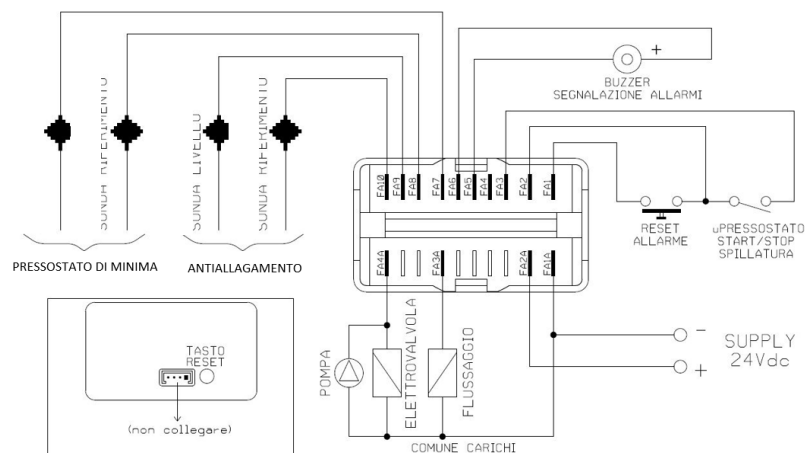 +
BUZZER
SEGNALAZIONE ALLARMI
SONDA RIFERIMENTO
SONDA LIVELLO
SONDA RIFERIMENTO
PRESSOSTATO DI MINIMA
ANTIALLAGAMENTO
FA10
FA9
FA8
FA7
FA6
FA5
FA4
FA3
FA2
FA1
RESET
ALLARME
uPRESSOSTATO
START/STOP
SPILLATURA
FA4A
FA3A
FA2A
FA1A
TASTO
RESET
(non collegare)
POMPA
ELETTROVALVOLA
FLUSSAGGIO
COMUNE CARICHI
-
+
SUPPLY
24Vdc